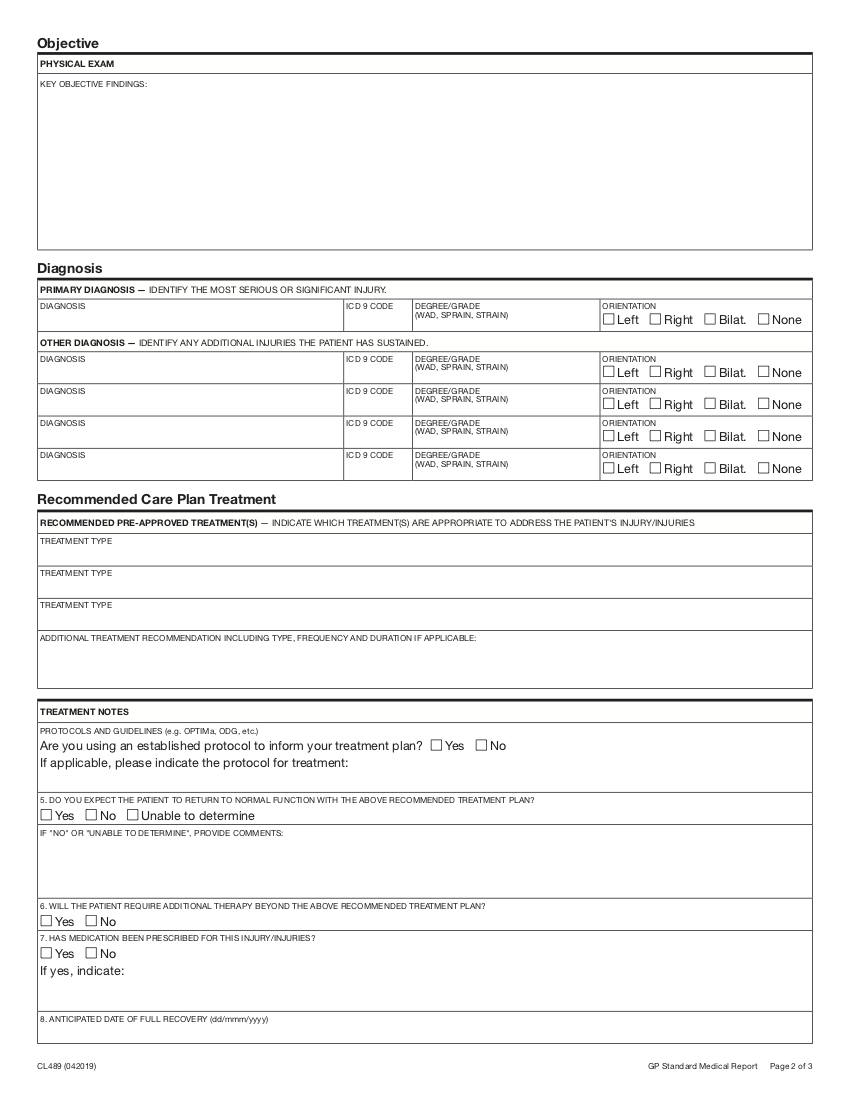 Objective
PHYSICAL EXAM
KEY OBJECTIVE FINDINGS:
Diagnosis
PRIMARY DIAGNOSIS — IDENTIFY THE MOST SERIOUS OR SIGNIFICANT INJURY.
DIAGNOSIS ICD 9 CODE DEGREE/GRADE ORIENTATION
(WAD, SPRAIN, STRAIN) Left Right Bilat. None
OTHER DIAGNOSIS — IDENTIFY ANY ADDITIONAL INJURIES THE PATIENT HAS SUSTAINED.
DIAGNOSIS ICD 9 CODE DEGREE/GRADE ORIENTATION
(WAD, SPRAIN, STRAIN) Left Right Bilat. None
DIAGNOSIS ICD 9 CODE DEGREE/GRADE ORIENTATION
(WAD, SPRAIN, STRAIN) Left Right Bilat. None
DIAGNOSIS ICD 9 CODE DEGREE/GRADE ORIENTATION
(WAD, SPRAIN, STRAIN) Left Right Bilat. None
DIAGNOSIS ICD 9 CODE DEGREE/GRADE ORIENTATION
(WAD, SPRAIN, STRAIN) Left Right Bilat. None
Recommended Care Plan Treatment
RECOMMENDED PRE-APPROVED TREATMENT(S) — INDICATE WHICH TREATMENT(S) ARE APPROPRIATE TO ADDRESS THE PATIENT'S INJURY/INJURIES
TREATMENT TYPE
TREATMENT TYPE
TREATMENT TYPE
ADDITIONAL TREATMENT RECOMMENDATION INCLUDING TYPE, FREQUENCY AND DURATION IF APPLICABLE:
TREATMENT NOTES
PROTOCOLS AND GUIDELINES (e.g. OPTIMa, ODG, etc.)
Are you using an established protocol to inform your treatment plan? Yes No
If applicable, please indicate the protocol for treatment:
5. DO YOU EXPECT THE PATIENT TO RETURN TO NORMAL FUNCTION WITH THE ABOVE RECOMMENDED TREATMENT PLAN?
Yes No Unable to determine
IF "NO" OR "UNABLE TO DETERMINE", PROVIDE COMMENTS:
6. WILL THE PATIENT REQUIRE ADDITIONAL THERAPY BEYOND THE ABOVE RECOMMENDED TREATMENT PLAN?
Yes No
7. HAS MEDICATION BEEN PRESCRIBED FOR THIS INJURY/INJURIES?
Yes No
If yes, indicate:
8. ANTICIPATED DATE OF FULL RECOVERY (dd/mmm/yyyy)
CL489 (042019) GP Standard Medical Report Page 2 of 3